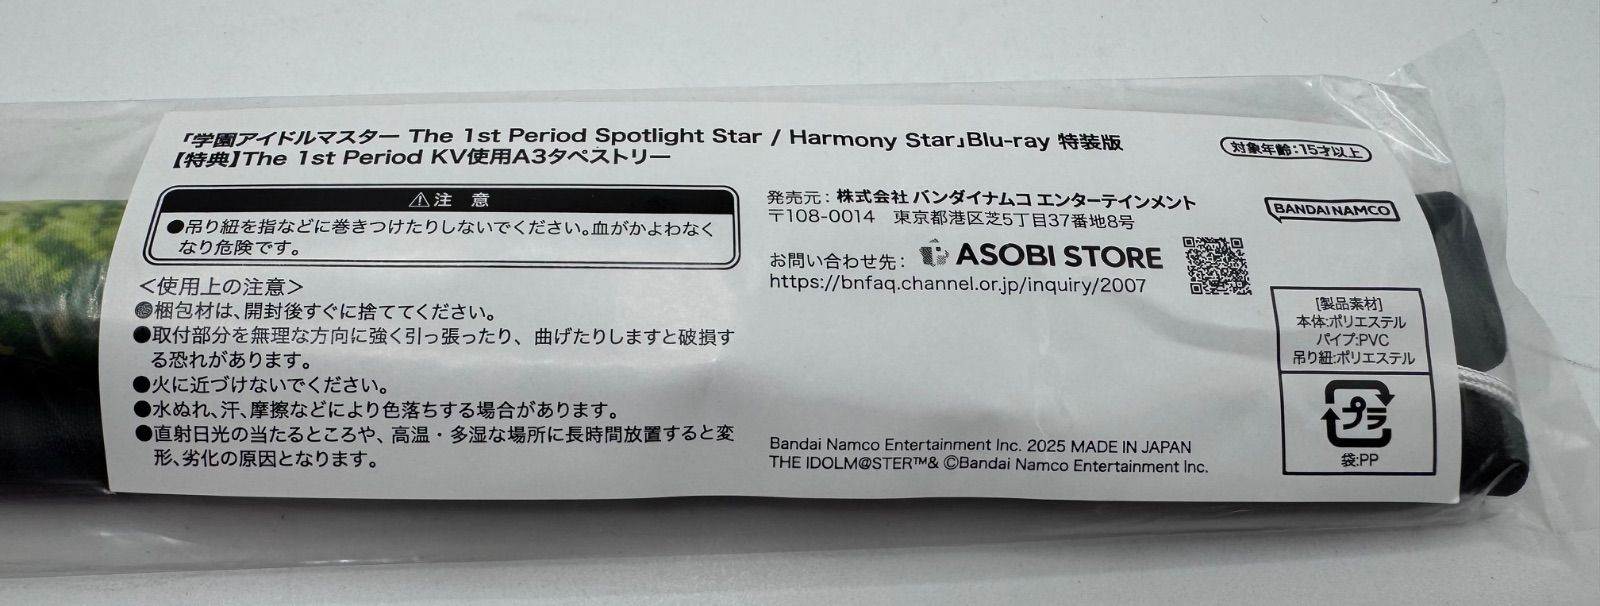 「学園アイドルマスター The 1st Period Spotlight Star / Harmony Star」Blu-ray 特装版
【特典】The 1st Period KV使用A3タペストリー
対象年齢:15才以上
⚠注 意
●吊り紐を指などに巻きつけたりしないでください。血がかよわなく
なり危険です。
＜使用上の注意＞
●梱包材は、開封後すぐに捨ててください。
●取付部分を無理な方向に強く引っ張ったり、曲げたりしますと破損す
る恐れがあります。
●火に近づけないでください。
●水ぬれ、汗、摩擦などにより色落ちする場合があります。
●直射日光の当たるところや、高温・多湿な場所に長時間放置すると変
形、劣化の原因となります。
発売元：株式会社 バンダイナムコ エンターテインメント
〒108-0014 東京都港区芝5丁目37番地8号
お問い合わせ先： ASOBI STORE
https://bnfaq.channel.or.jp/inquiry/2007
BANDAI NAMCO
[製品素材]
本体:ポリエステル
パイプ:PVC
吊り紐:ポリエステル
プラ
袋:PP
Bandai Namco Entertainment Inc. 2025 MADE IN JAPAN
THE IDOLM@STER™& ©Bandai Namco Entertainment Inc.